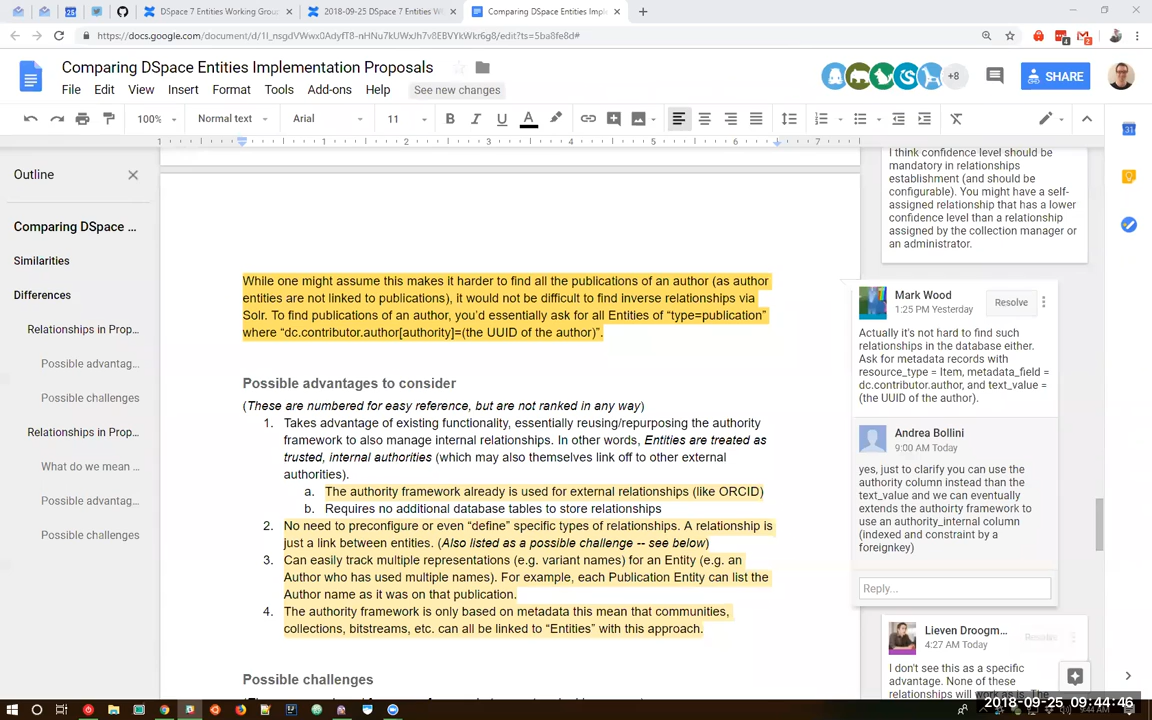 DSpace 7 Entities Working Grou
2018-09-25 DSpace 7 Entities W
Comparing DSpace Entities Imple
https://docs.google.com/document/d/1I_nsgdVWwx0AdyfT8-nHNu7kUWxJh7v8EBVYkWkr6g8/edit?ts=5ba8fe8d#
Comparing DSpace Entities Implementation Proposals
+8
SHARE
File Edit View Insert Format Tools Add-ons Help See new changes
100% Normal text Arial 11
1 1 2 3 4 5 6 7
Outline
Comparing DSpace ...
Similarities
Differences
Relationships in Prop...
Possible advantag...
Possible challenges
Relationships in Prop...
What do we mean ...
Possible advantag...
Possible challenges
While one might assume this makes it harder to find all the publications of an author (as author
entities are not linked to publications), it would not be difficult to find inverse relationships via
Solr. To find publications of an author, you'd essentially ask for all Entities of “type=publication”
where “dc.contributor.author[authority]=(the UUID of the author)”.
Possible advantages to consider
(These are numbered for easy reference, but are not ranked in any way)
1. Takes advantage of existing functionality, essentially reusing/repurposing the authority
framework to also manage internal relationships. In other words, Entities are treated as
trusted, internal authorities (which may also themselves link off to other external
authorities).
a. The authority framework already is used for external relationships (like ORCID)
b. Requires no additional database tables to store relationships
2. No need to preconfigure or even “define” specific types of relationships. A relationship is
just a link between entities. (Also listed as a possible challenge -- see below)
3. Can easily track multiple representations (e.g. variant names) for an Entity (e.g. an
Author who has used multiple names). For example, each Publication Entity can list the
Author name as it was on that publication.
4. The authority framework is only based on metadata this mean that communities,
collections, bitstreams, etc. can all be linked to “Entities” with this approach.
Possible challenges
I think confidence level should be
mandatory in relationships
establishment (and should be
configurable). You might have a self-
assigned relationship that has a lower
confidence level than a relationship
assigned by the collection manager or
an administrator.
Mark Wood
1:25 PM Yesterday
Resolve
Actually it's not hard to find such
relationships in the database either.
Ask for metadata records with
resource_type = Item, metadata_field =
dc.contributor.author, and text_value =
(the UUID of the author).
Andrea Bollini
9:00 AM Today
yes, just to clarify you can use the
authority column instead than the
text_value and we can eventually
extends the authoirty framework to
use an authority_internal column
(indexed and constraint by a
foreignkey)
Reply...
Lieven Droogm...
4:27 AM Today
Resolve
I don't see this as a specific
advantage. None of these
relationships will work as is. The
2018-09-25 09:44:46